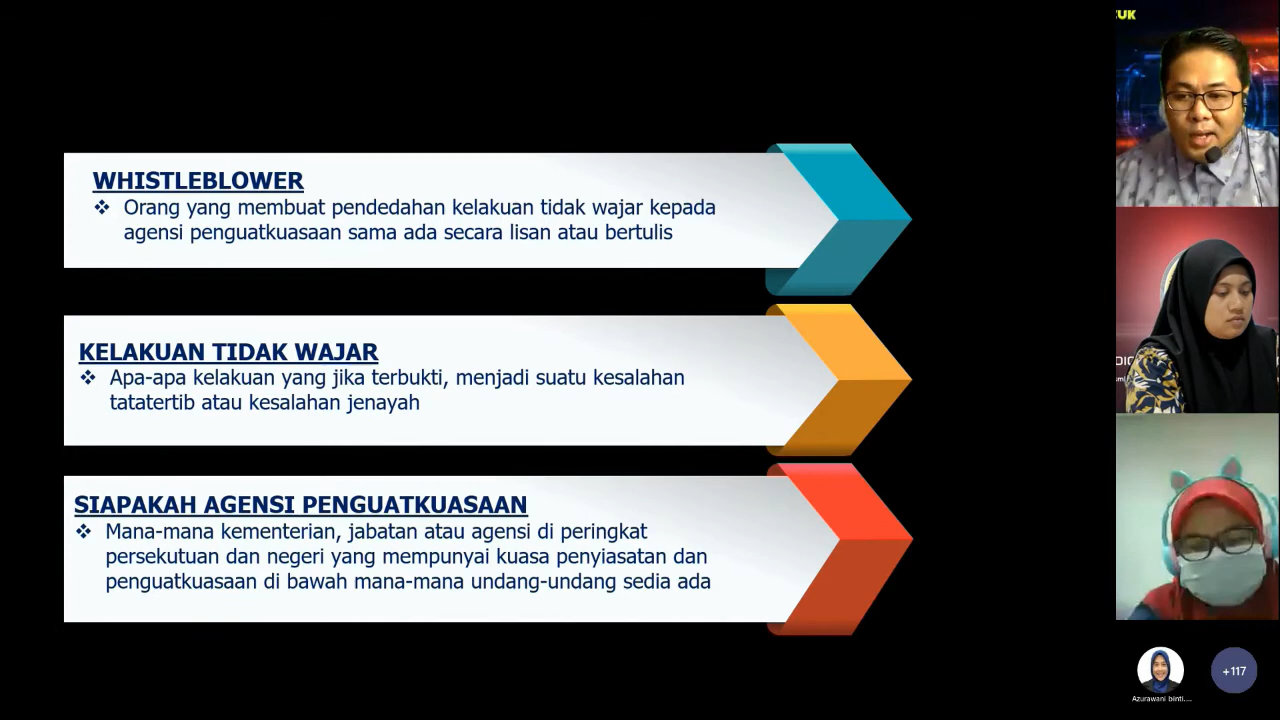 WHISTLEBLOWER
❖ Orang yang membuat pendedahan kelakuan tidak wajar kepada
agensi penguatkuasaan sama ada secara lisan atau bertulis
KELAKUAN TIDAK WAJAR
❖ Apa-apa kelakuan yang jika terbukti, menjadi suatu kesalahan
tatatertib atau kesalahan jenayah
SIAPAKAH AGENSI PENGUATKUASAAN
❖ Mana-mana kementerian, jabatan atau agensi di peringkat
persekutuan dan negeri yang mempunyai kuasa penyiasatan dan
penguatkuasaan di bawah mana-mana undang-undang sedia ada
Azurawani binti....
+117